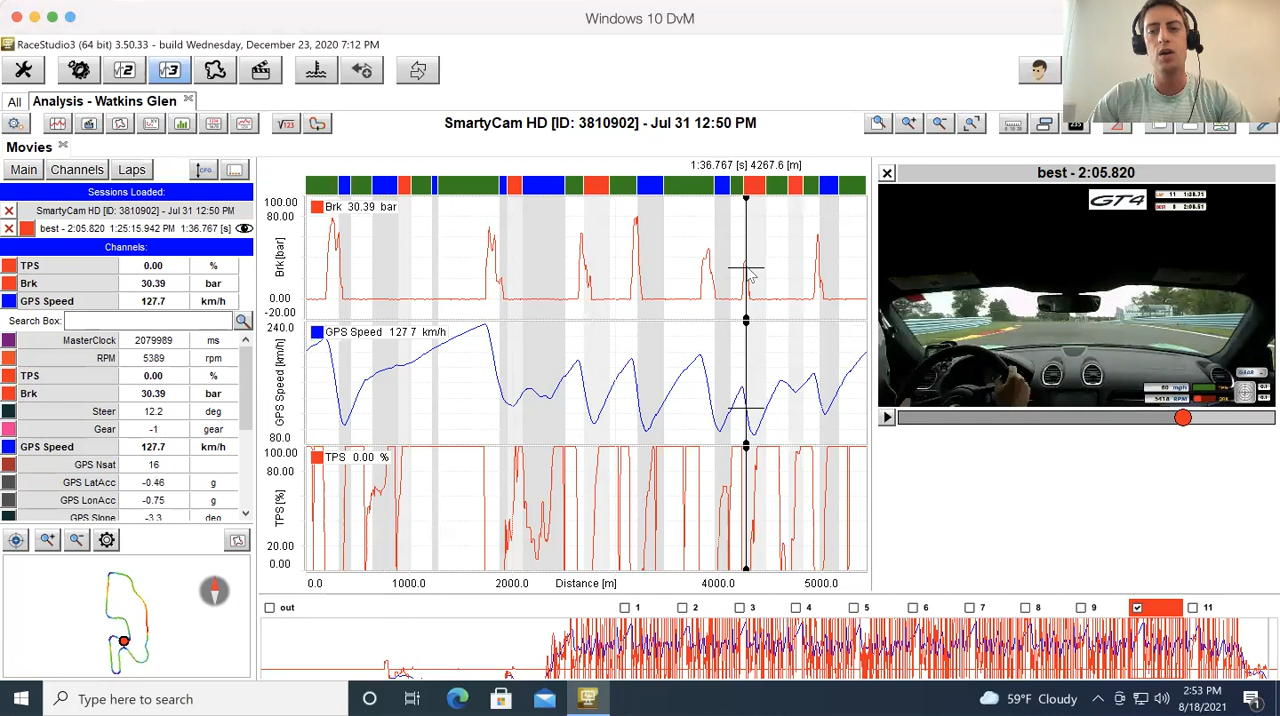 Windows 10 DvM
RaceStudio3 (64 bit) 3.50.33 - build Wednesday, December 23, 2020 7:12 PM
All
Analysis - Watkins Glen
SmartyCam HD [ID: 3810902] - Jul 31 12:50 PM
Movies
Main
Channels
Laps
Sessions Loaded:
SmartyCam HD [ID: 3810902] - Jul 31 12:50 PM
best - 2:05.820 1:25:15.942 PM 1:36.767 [s]
Channels:
TPS 0.00 %
Brk 30.39 bar
GPS Speed 127.7 km/h
Search Box:
MasterClock 2079989 ms
RPM 5389 rpm
TPS 0.00 %
Brk 30.39 bar
Steer 12.2 deg
Gear -1 gear
GPS Speed 127.7 km/h
GPS Nsat 16
GPS LatAcc -0.46 g
GPS LonAcc -0.75 g
GPS Slope -3.3 deg
1:36.767 [s] 4267.6 [m]
Brk 30.39 bar
100.00
80.00
Brk [bar]
0.00
-20.00
GPS Speed 127.7 km/h
240.0
GPS Speed [km/h]
80.0
TPS 0.00 %
100.00
80.00
TPS [%]
20.00
0.00
0.0 1000.0 2000.0 Distance [m] 4000.0 5000.0
best - 2:05.820
GT4
GEAR
out 1 2 3 4 5 6 7 8 9 11
Type here to search
59°F Cloudy
2:53 PM
8/18/2021
1